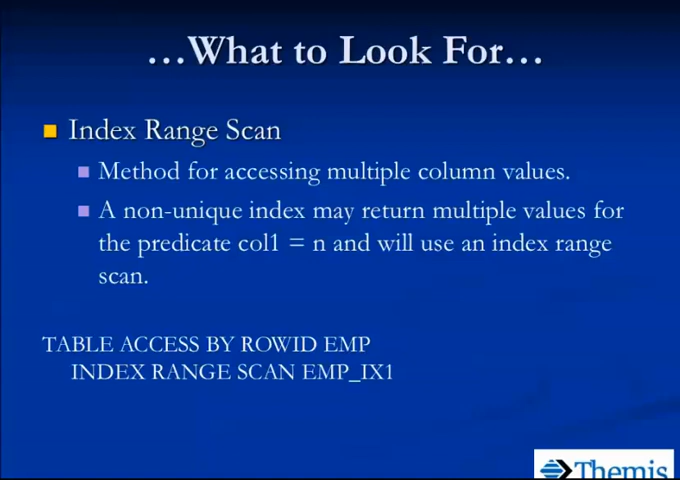 …What to Look For…
Index Range Scan
Method for accessing multiple column values.
A non-unique index may return multiple values for
the predicate col1 = n and will use an index range
scan.
TABLE ACCESS BY ROWID EMP
INDEX RANGE SCAN EMP_IX1
Themis